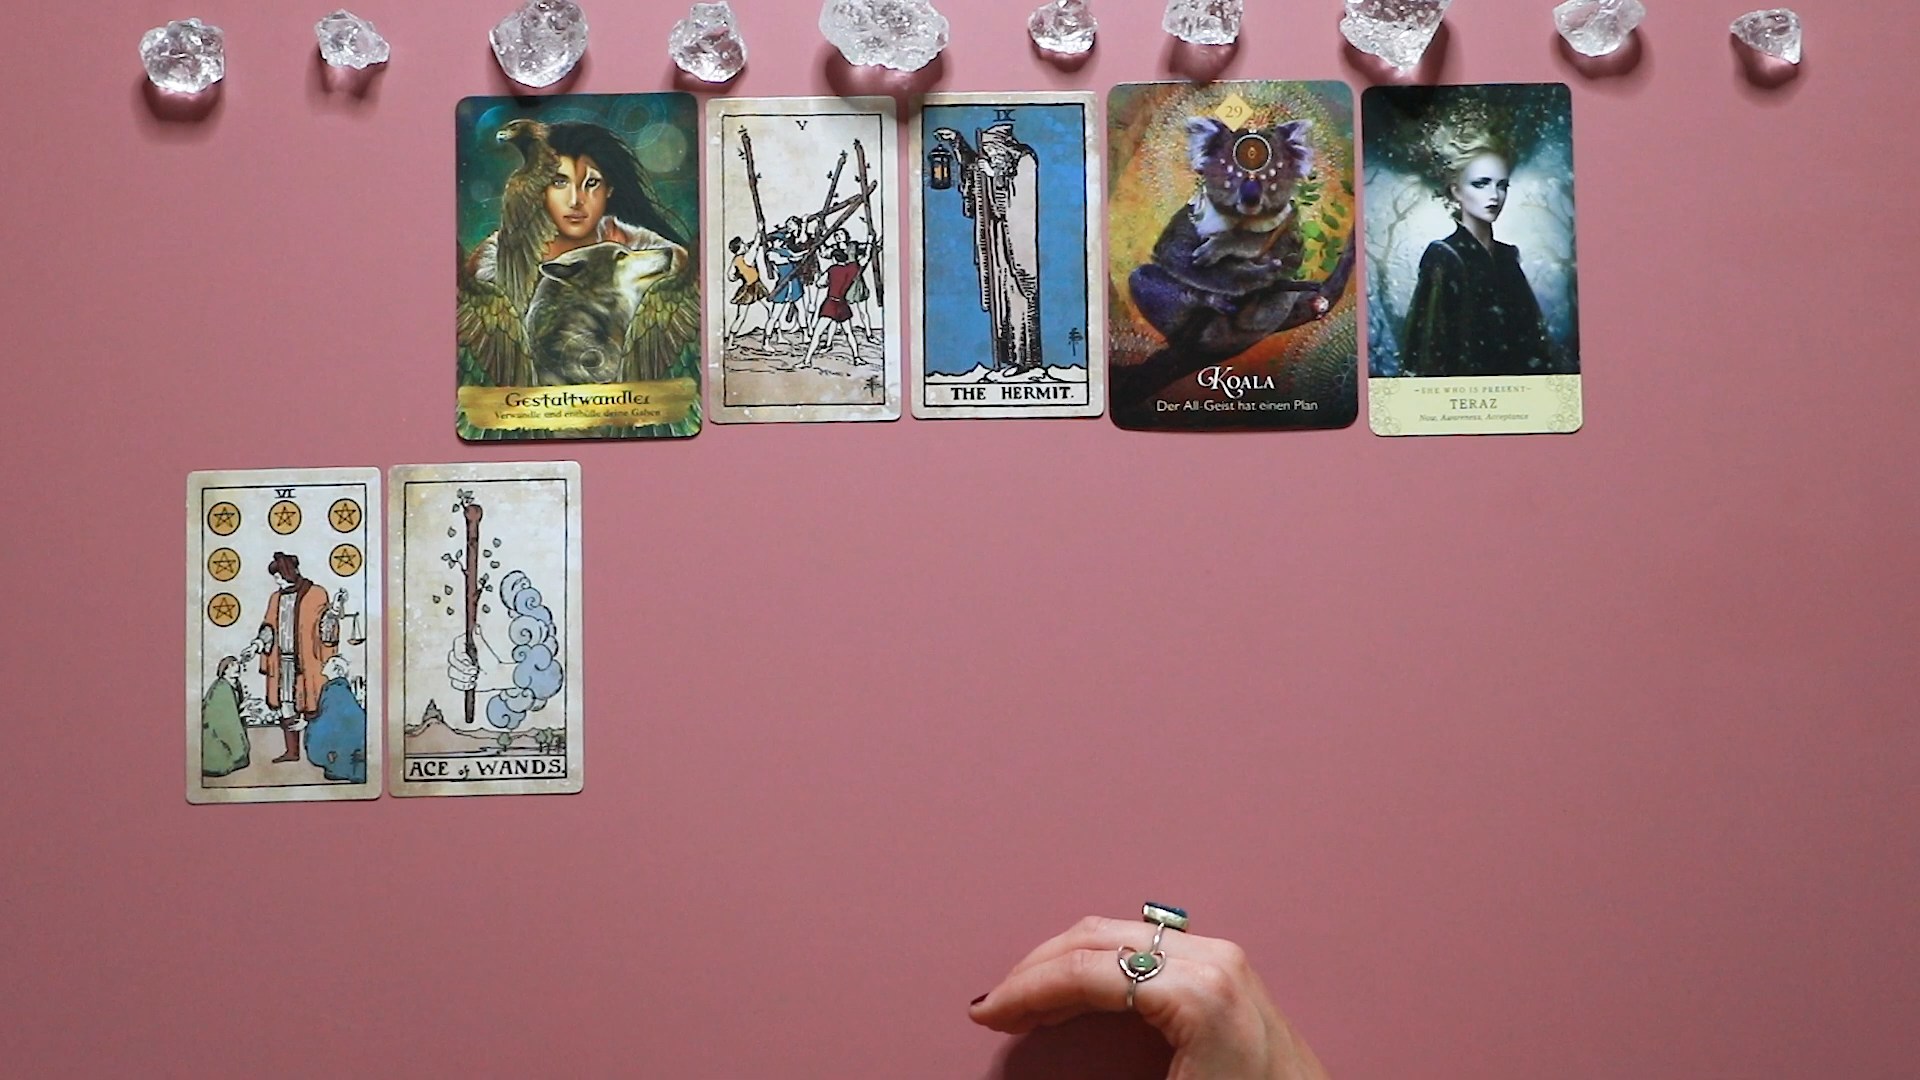 Gestaltwandler
Verwandle und enthülle deine Gaben
V
IX
THE HERMIT.
29
KOALA
Der All-Geist hat einen Plan
~SHE WHO IS PRESENT~
TERAZ
Now, Awareness, Acceptance
VI
ACE of WANDS.